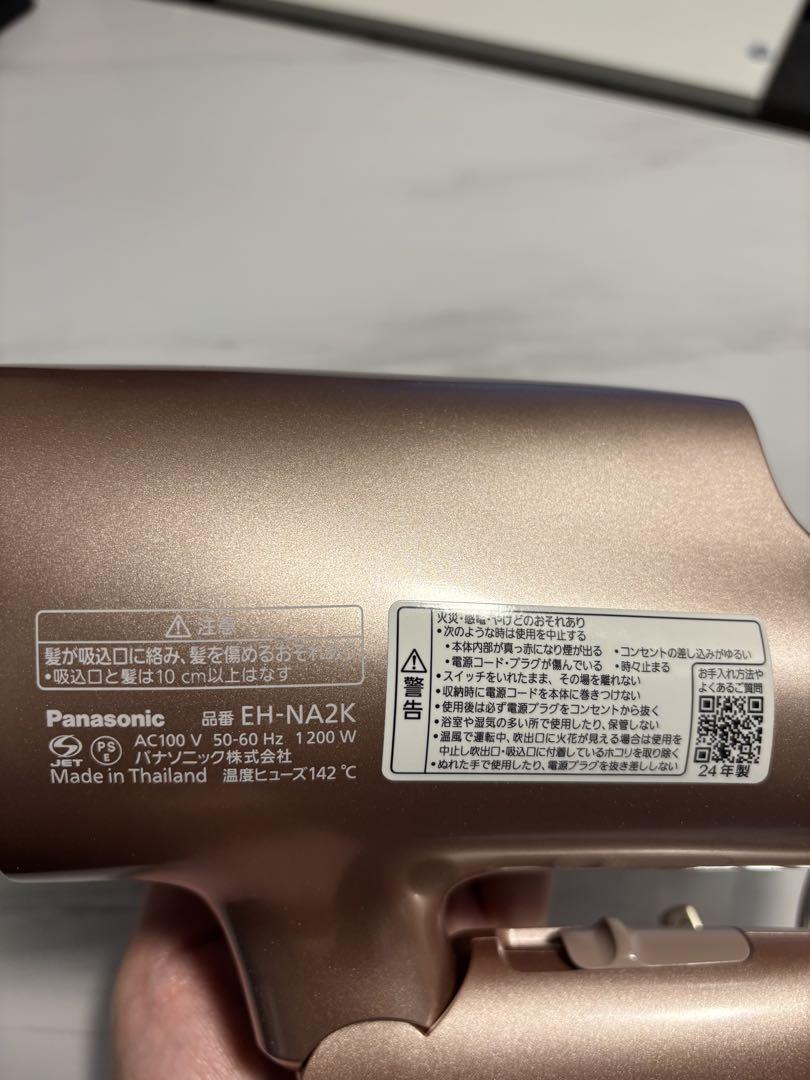 注意
髪が吸込口に絡み、髪を傷めるおそれあり
・吸込口と髪は10 cm以上はなす
Panasonic 品番 EH-NA2K
JET PSE AC100 V 50-60 Hz 1200 W
パナソニック株式会社
Made in Thailand 温度ヒューズ142 ℃
警告
火災・感電・やけどのおそれあり
・次のような時は使用を中止する
・本体内部が真っ赤になり煙が出る ・コンセントの差し込みがゆるい
・電源コード・プラグが傷んでいる ・時々止まる
・スイッチをいれたまま、その場を離れない
・収納時に電源コードを本体に巻きつけない
・使用後は必ず電源プラグをコンセントから抜く
・浴室や湿気の多い所で使用したり、保管しない
・温風で運転中、吹出口に火花が見える場合は使用を
中止し吹出口・吸込口に付着しているホコリを取り除く
・ぬれた手で使用したり、電源プラグを抜き差ししない
お手入れ方法や
よくあるご質問
24年製